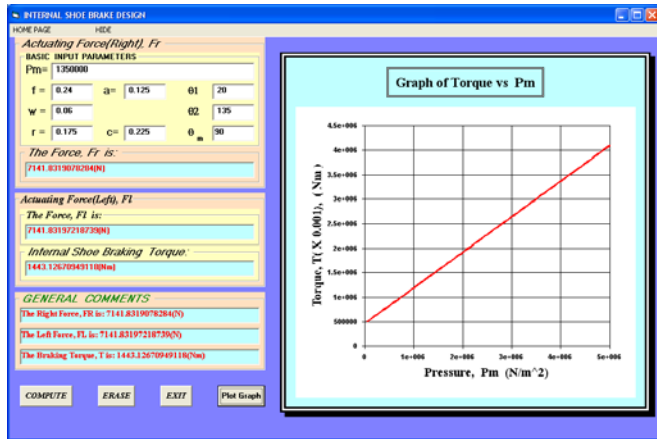 INTERNAL SHOE BRAKE DESIGN
HOME PAGE HIDE
Actuating Force(Right), Fr
BASIC INPUT PARAMETERS
Pm= 1350000
f = 0.24 a= 0.125 θ1 20
w = 0.06 θ2 135
r = 0.175 c= 0.225 θ m 90
The Force, Fr is:
7141.8319078284(N)
Actuating Force(Left), Fl
The Force, Fl is:
7141.83197218739(N)
Internal Shoe Braking Torque:
1443.12670949118(Nm)
GENERAL COMMENTS
The Right Force, FR is: 7141.8319078284(N)
The Left Force, FL is: 7141.83197218739(N)
The Braking Torque, T is: 1443.12670949118(Nm)
COMPUTE ERASE EXIT Plot Graph
Graph of Torque vs Pm
Torque, T( X 0.001), ( Nm)
4.5e+006
4e+006
3.5e+006
3e+006
2.5e+006
2e+006
1.5e+006
1e+006
500000
0
0 1e+006 2e+006 3e+006 4e+006 5e+006
Pressure, Pm (N/m^2)